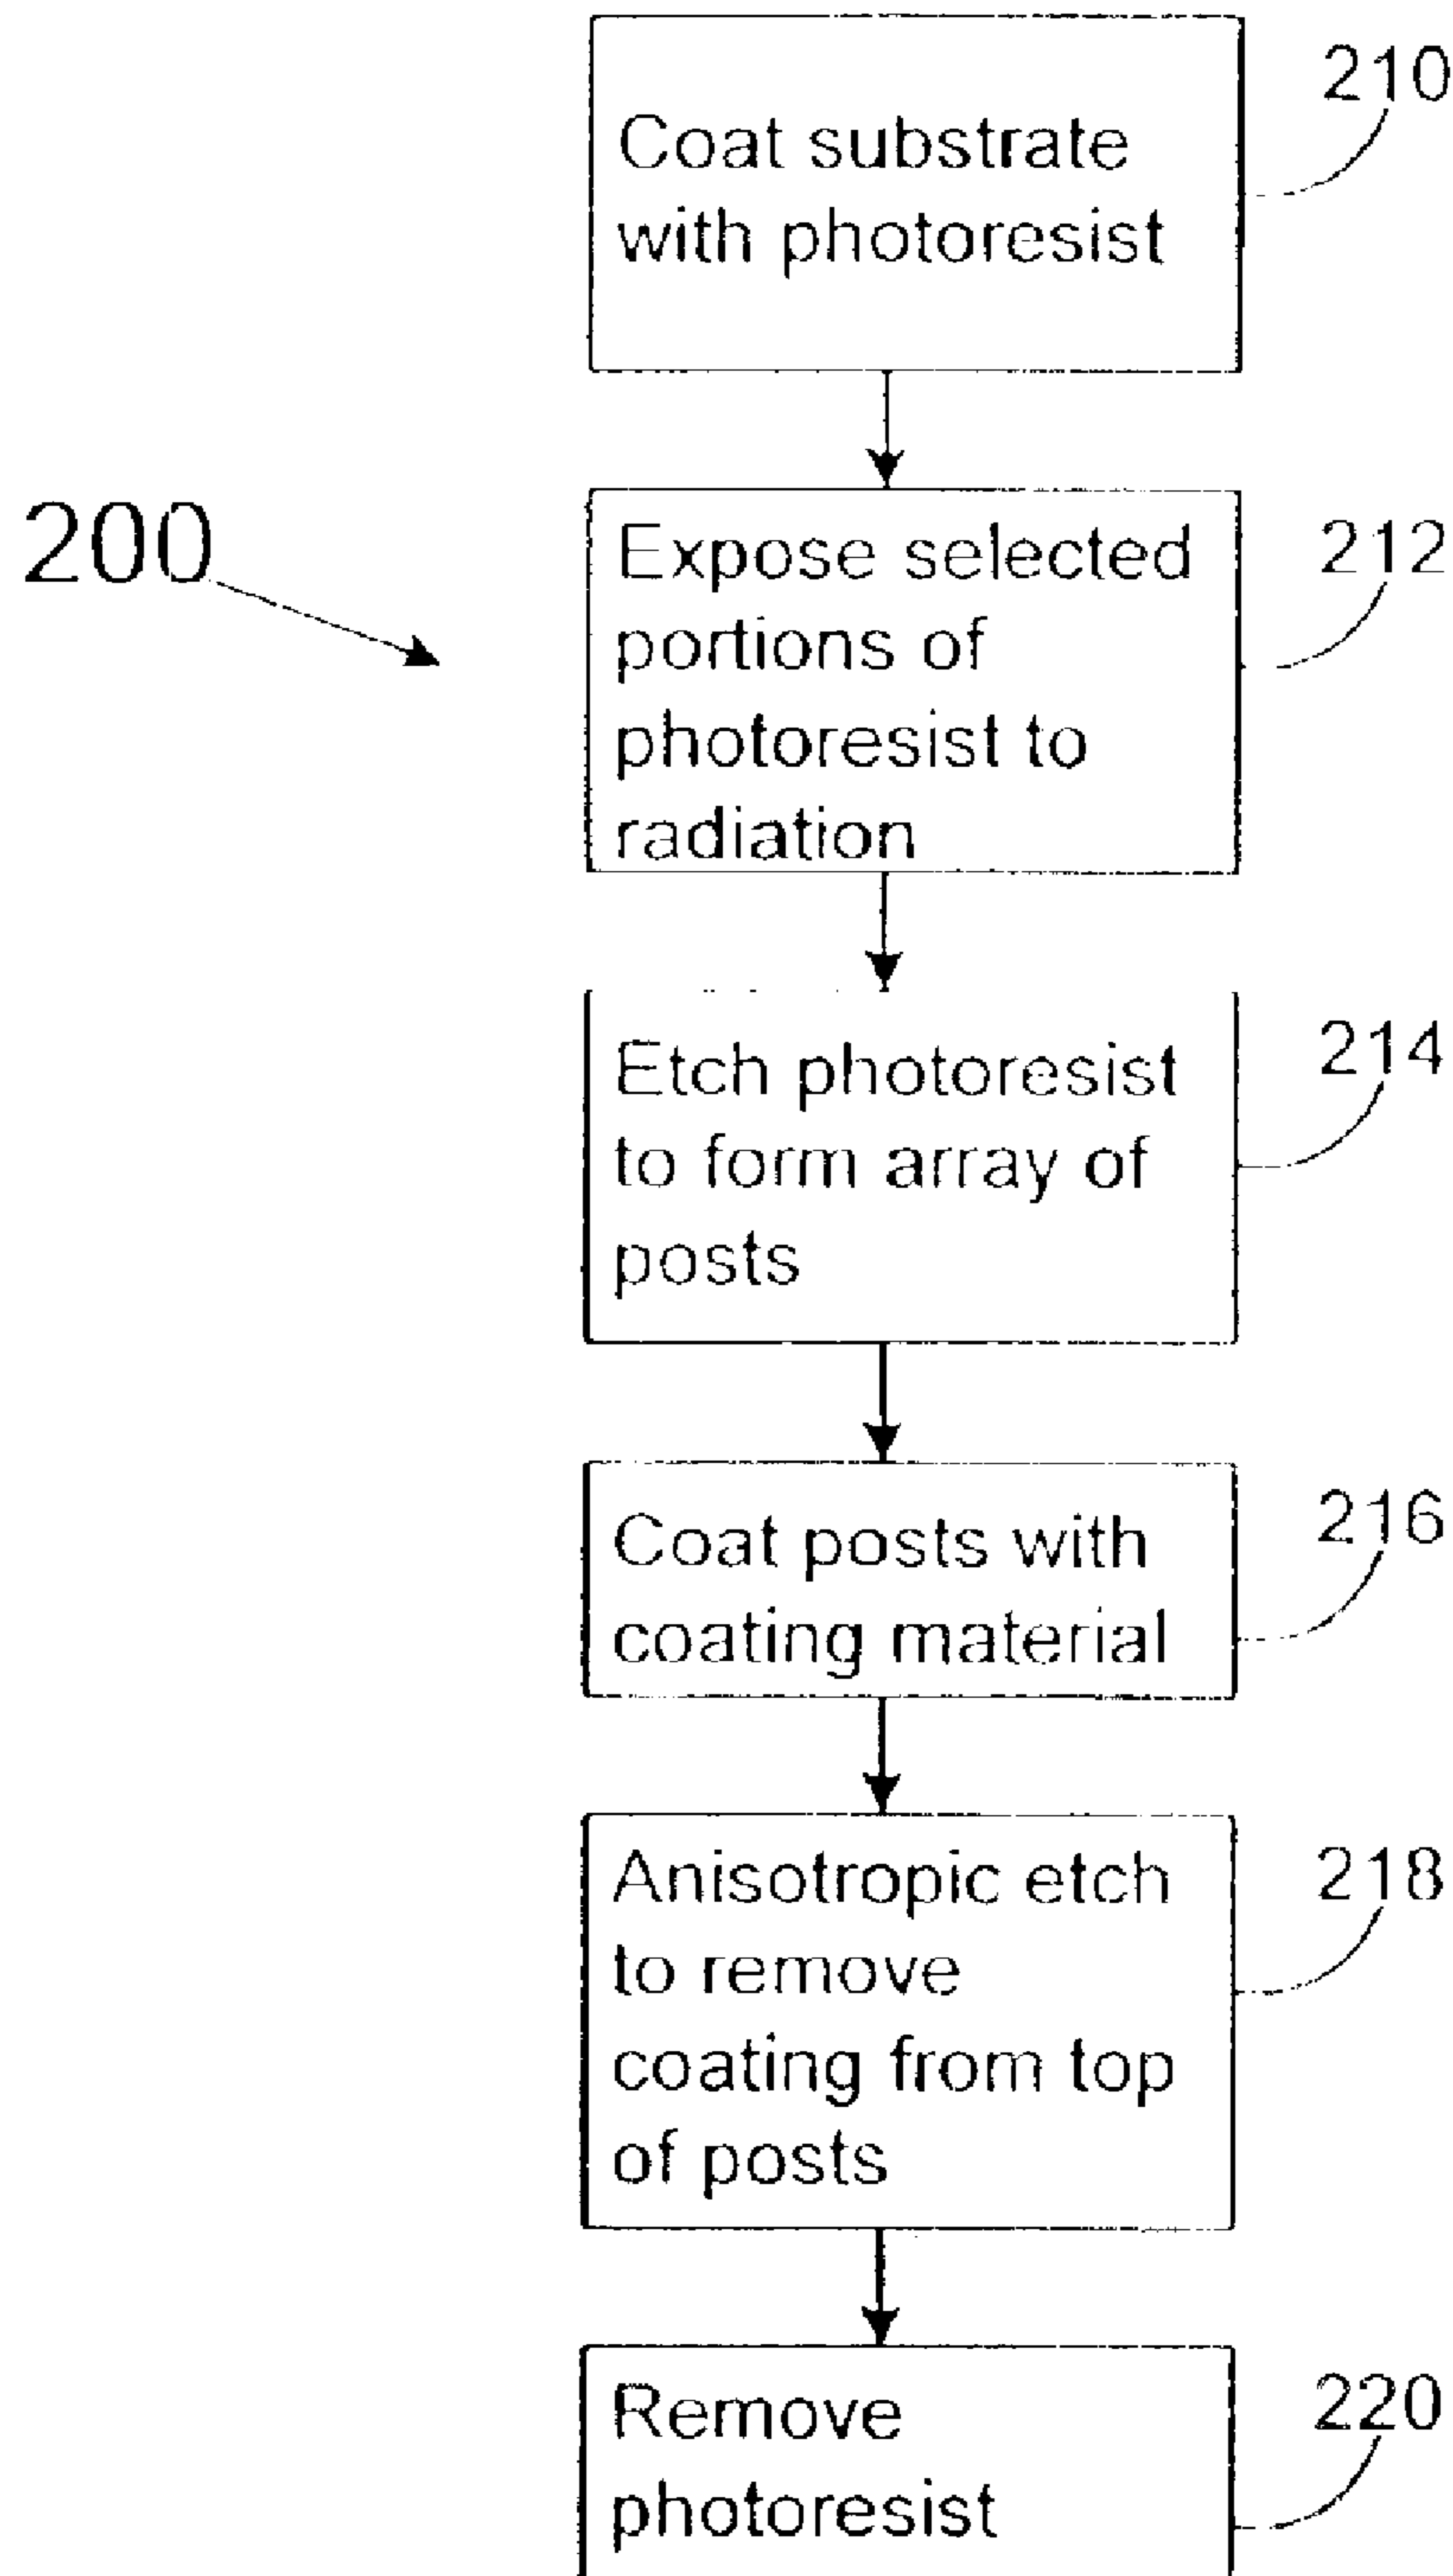 210
Coat substrate
with photoresist
200
212
Expose selected
portions of
photoresist to
radiation
214
Etch photoresist
to form array of
posts
216
Coat posts with
coating material
218
Anisotropic etch
to remove
coating from top
of posts
220
Remove
photoresist